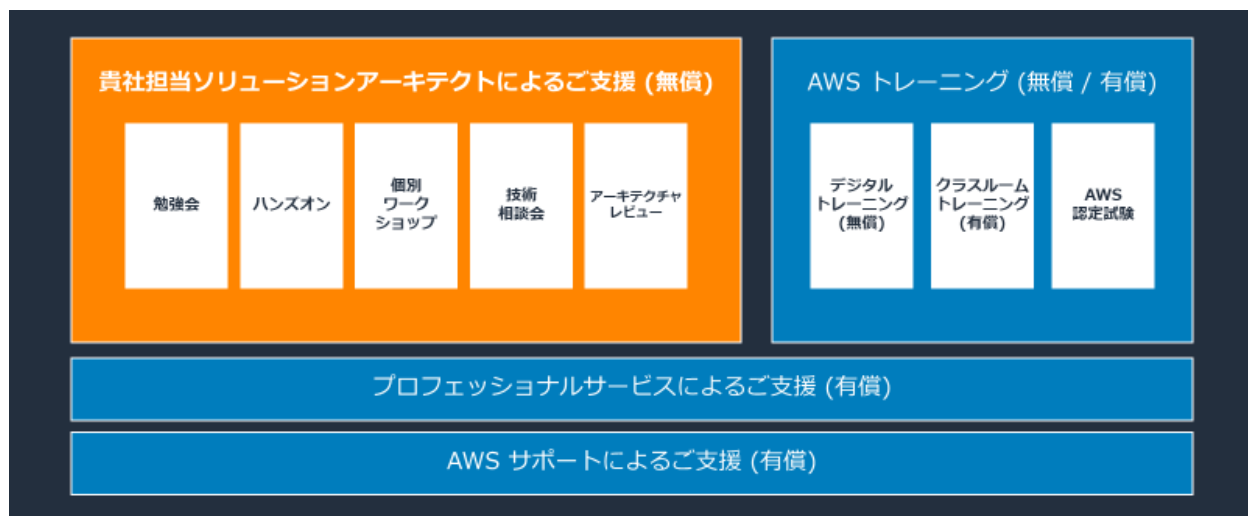 貴社担当ソリューションアーキテクトによるご支援 (無償)
勉強会
ハンズオン
個別
ワーク
ショップ
技術
相談会
アーキテクチャ
レビュー
AWS トレーニング (無償 / 有償)
デジタル
トレーニング
(無償)
クラスルーム
トレーニング
(有償)
AWS
認定試験
プロフェッショナルサービスによるご支援 (有償)
AWS サポートによるご支援 (有償)